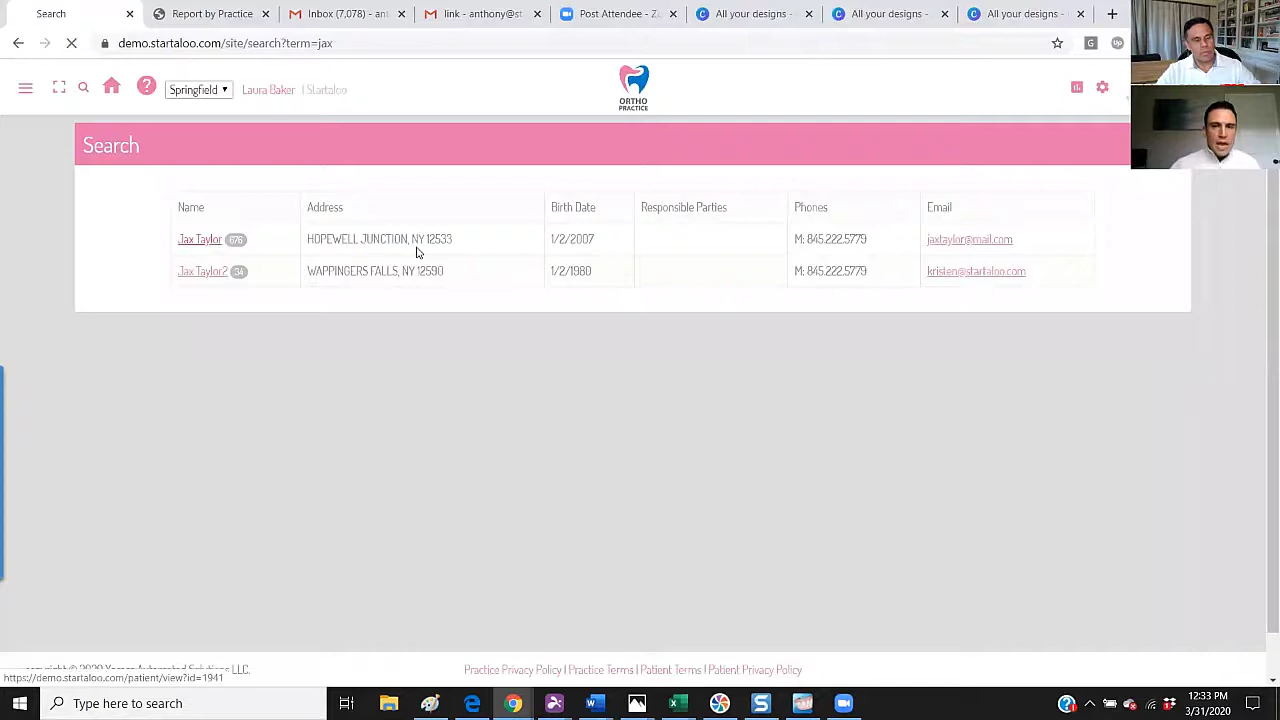 Search
Report by Practice
Inbox (7,078) - an
link - anthony@st
Post Attendee - Z
All your designs -
All your designs -
All your designs -
demo.startaloo.com/site/search?term=jax
G
Up
Springfield
Laura Baker | Startaloo
ORTHO
PRACTICE
Search
Name Address Birth Date Responsible Parties Phones Email
Jax Taylor 676 HOPEWELL JUNCTION, NY 12533 1/2/2007 M: 845.222.5779 jaxtaylor@mail.com
Jax Taylor2 34 WAPPINGERS FALLS, NY 12590 1/2/1980 M: 845.222.5779 kristen@startaloo.com
LLC.
Practice Privacy Policy | Practice Terms | Patient Terms | Patient Privacy Policy
https://demo.startaloo.com/patient/view?id=1941
Type here to search
12:33 PM
3/31/2020